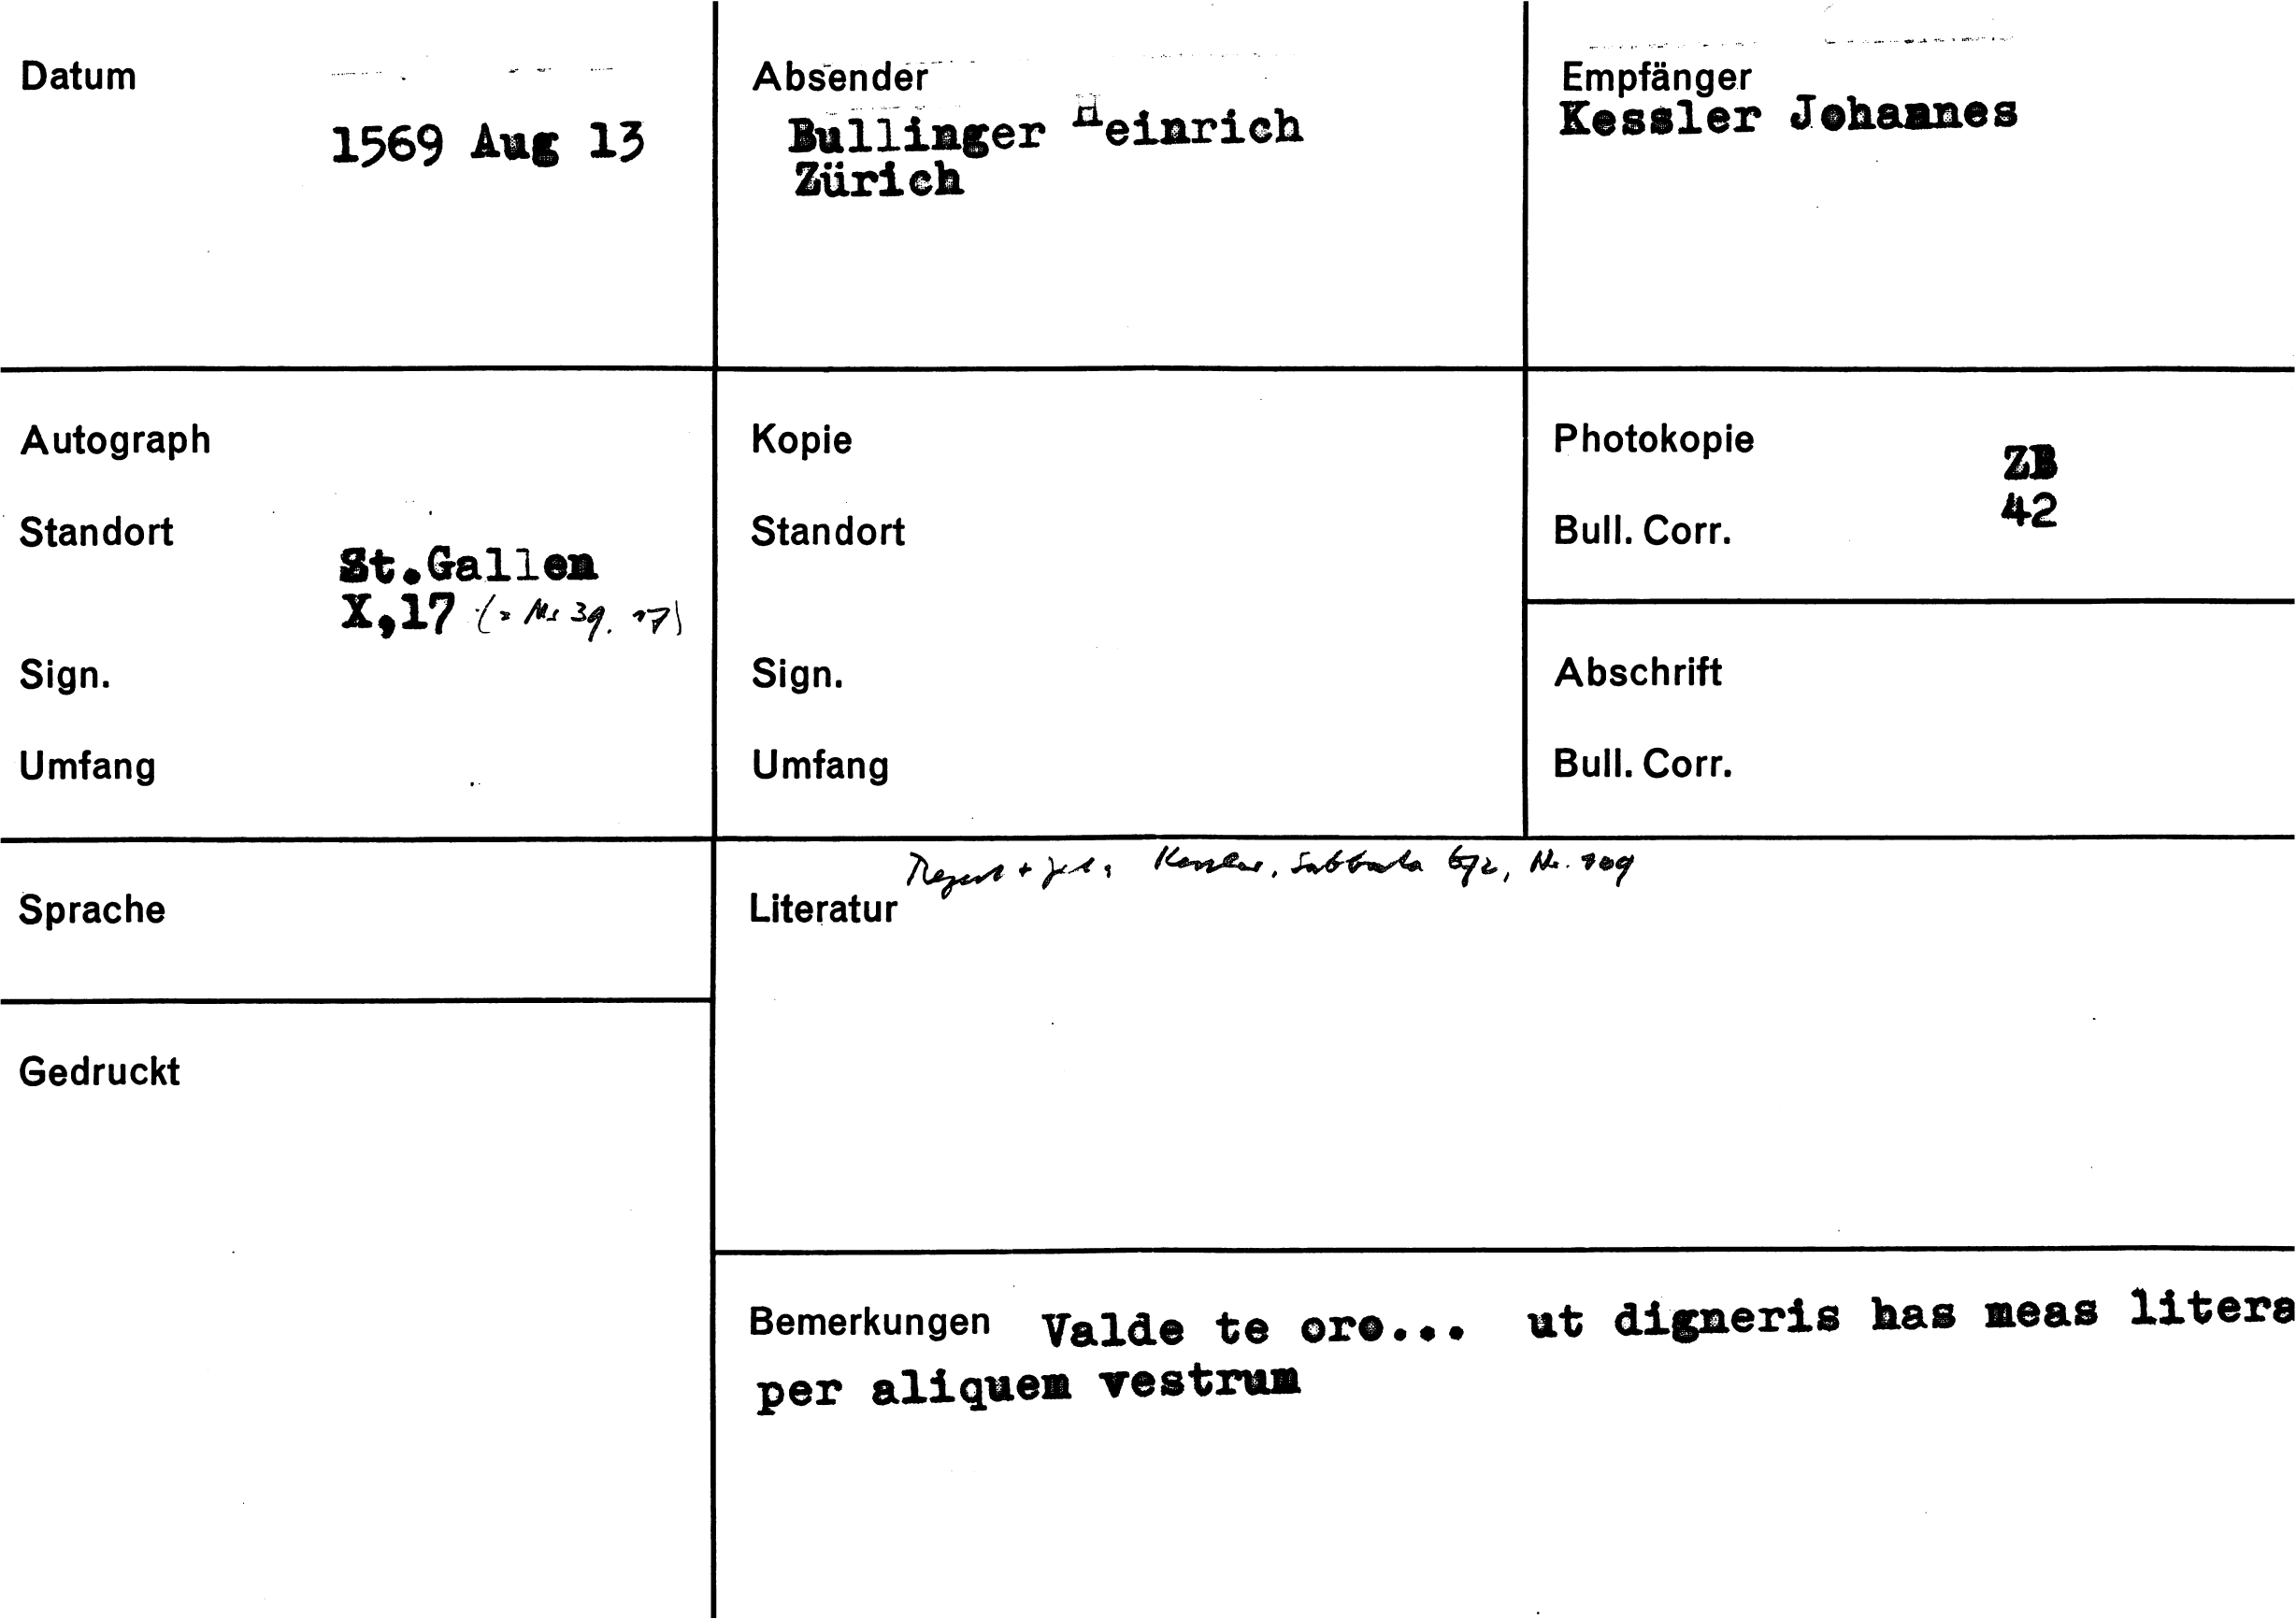 Datum
1569 Aug 13
Absender
Bullinger Heinrich
Zürich
Empfänger
Kessler Johannes
Autograph
Standort
St.Gallen
X,17 (= Ms 39. 17)
Sign.
Umfang
Kopie
Standort
Sign.
Umfang
Photokopie
ZB
Bull. Corr.
42
Abschrift
Bull. Corr.
Sprache
Gedruckt
Kessler, Sabbata 672, Nr. 109
Literatur
Bemerkungen Valde te oro... ut digneris has meas litera
per aliquem vestrum